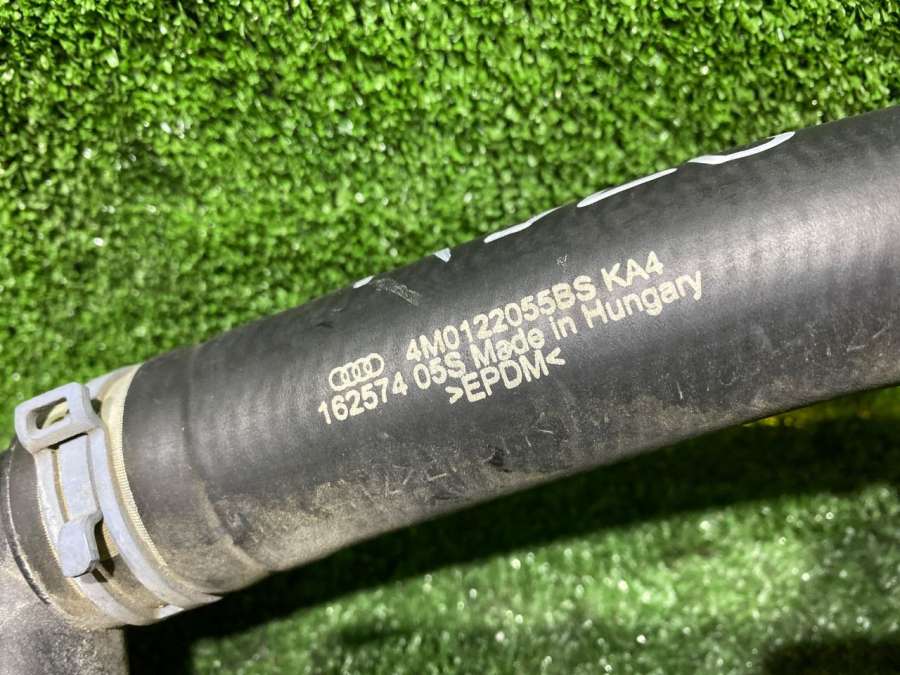 4M0122055BS KA4
162574 05S Made in Hungary
>EPDM<